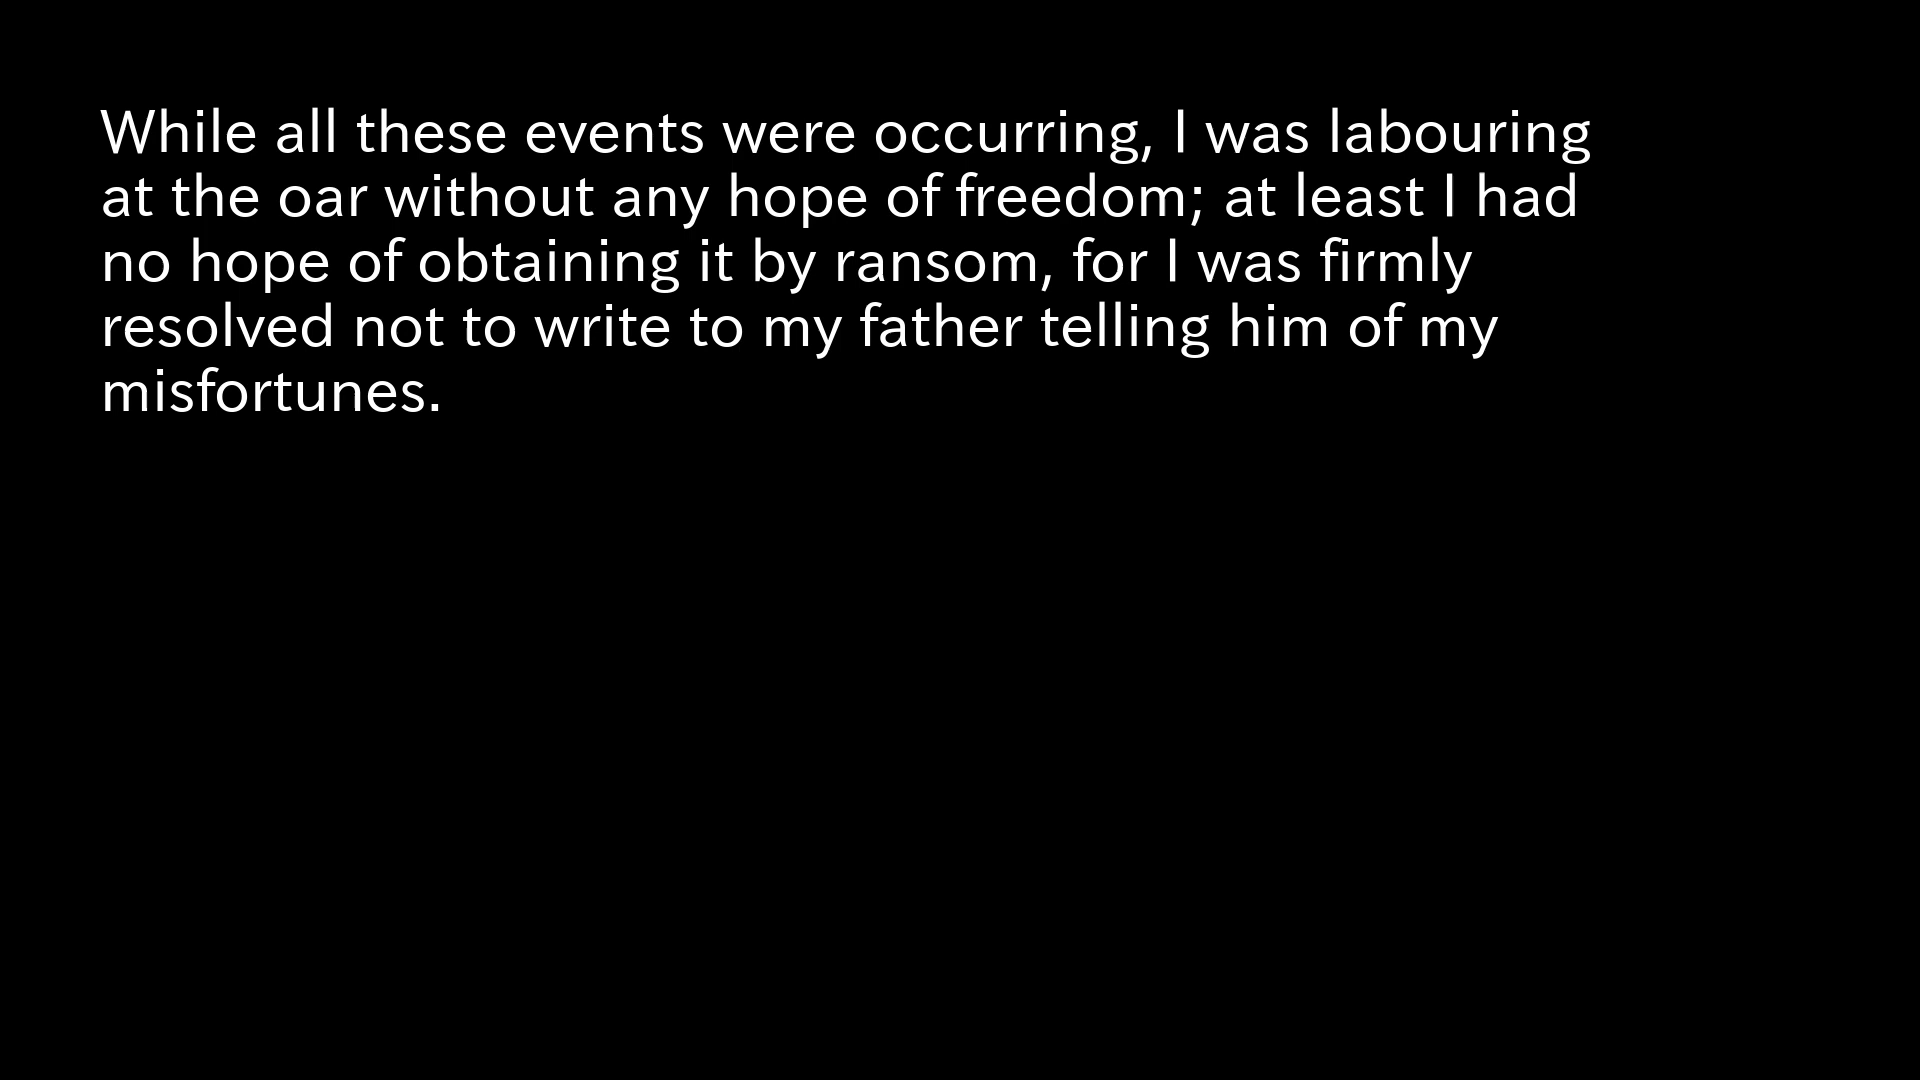 While all these events were occurring, I was labouring
at the oar without any hope of freedom; at least I had
no hope of obtaining it by ransom, for I was firmly
resolved not to write to my father telling him of my
misfortunes.